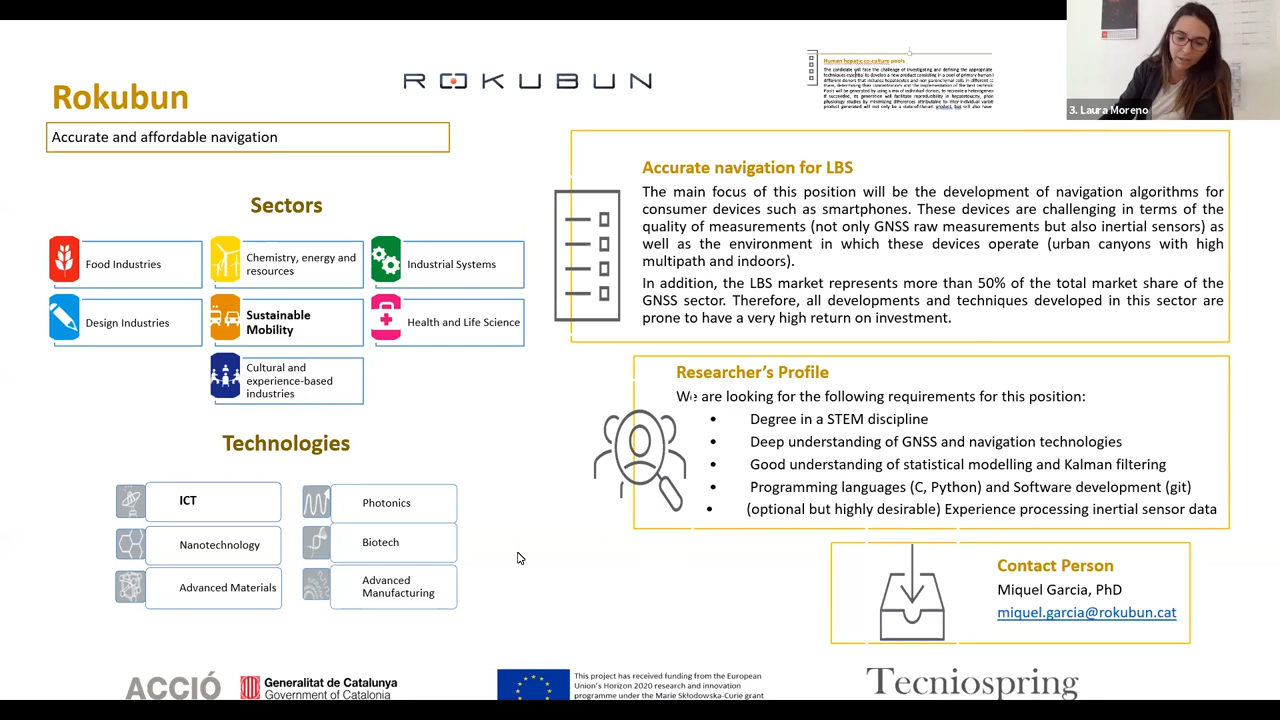 Rokubun
ROKUBUN
Human hepatic co-culture pools
3. Laura Moreno
Accurate and affordable navigation
Sectors
Food Industries
Chemistry, energy and
resources
Industrial Systems
Design Industries
Sustainable
Mobility
Health and Life Science
Cultural and
experience-based
industries
Technologies
ICT
Photonics
Nanotechnology
Biotech
Advanced Materials
Advanced
Manufacturing
Accurate navigation for LBS
The main focus of this position will be the development of navigation algorithms for
consumer devices such as smartphones. These devices are challenging in terms of the
quality of measurements (not only GNSS raw measurements but also inertial sensors) as
well as the environment in which these devices operate (urban canyons with high
multipath and indoors).
In addition, the LBS market represents more than 50% of the total market share of the
GNSS sector. Therefore, all developments and techniques developed in this sector are
prone to have a very high return on investment.
Researcher's Profile
We are looking for the following requirements for this position:
• Degree in a STEM discipline
• Deep understanding of GNSS and navigation technologies
• Good understanding of statistical modelling and Kalman filtering
• Programming languages (C, Python) and Software development (git)
• (optional but highly desirable) Experience processing inertial sensor data
Contact Person
Miquel Garcia, PhD
miquel.garcia@rokubun.cat
ACCIÓ
Generalitat de Catalunya
Government of Catalonia
This project has received funding from the European
Union's Horizon 2020 research and innovation
programme under the Marie Skłodowska-Curie grant
Tecniospring